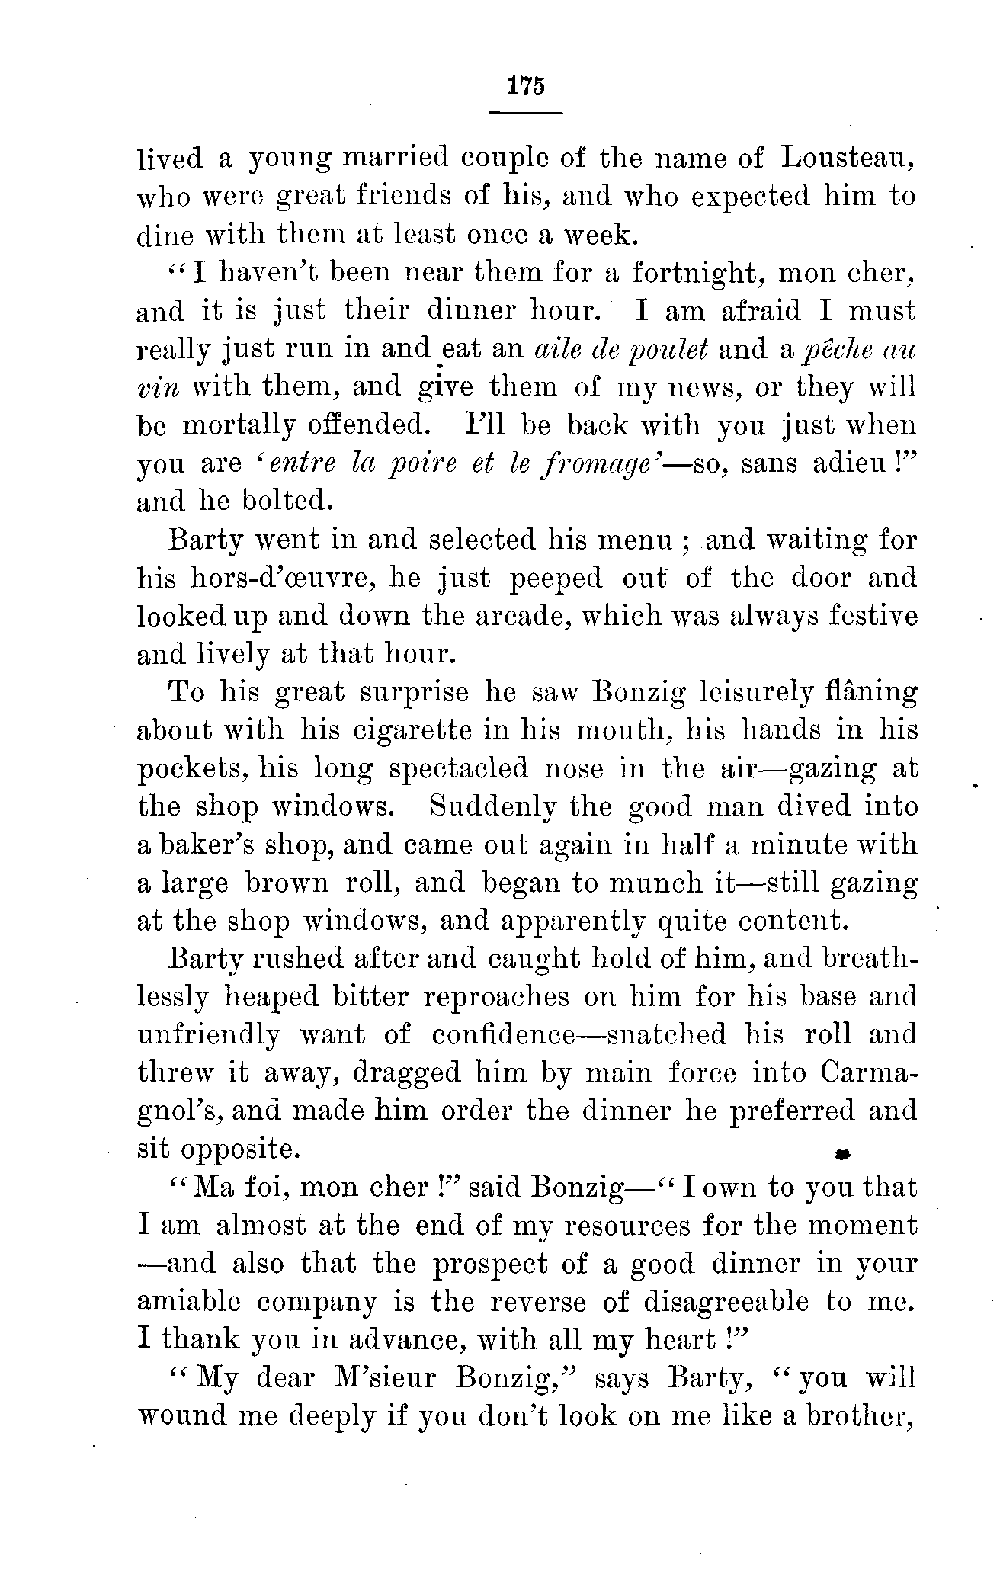 175
lived a young married couple of the name of Lousteau,
who were great friends of his, and who expected him to
dine with them at least once a week.
“I haven’t been near them for a fortnight, mon cher,
and it is just their dinner hour. I am afraid I must
really just run in and eat an aile de poulet and a pêche au
vin with them, and give them of my news, or they will
be mortally offended. I’ll be back with you just when
you are ‘entre la poire et le fromage’—so, sans adieu!”
and he bolted.
Barty went in and selected his menu; and waiting for
his hors-d’œuvre, he just peeped out of the door and
looked up and down the arcade, which was always festive
and lively at that hour.
To his great surprise he saw Bonzig leisurely flâning
about with his cigarette in his mouth, his hands in his
pockets, his long spectacled nose in the air—gazing at
the shop windows. Suddenly the good man dived into
a baker’s shop, and came out again in half a minute with
a large brown roll, and began to munch it—still gazing
at the shop windows, and apparently quite content.
Barty rushed after and caught hold of him, and breath-
lessly heaped bitter reproaches on him for his base and
unfriendly want of confidence—snatched his roll and
threw it away, dragged him by main force into Carma-
gnol’s, and made him order the dinner he preferred and
sit opposite.
“Ma foi, mon cher!” said Bonzig—“I own to you that
I am almost at the end of my resources for the moment
—and also that the prospect of a good dinner in your
amiable company is the reverse of disagreeable to me.
I thank you in advance, with all my heart!”
“My dear M’sieur Bonzig,” says Barty, “you will
wound me deeply if you don’t look on me like a brother,